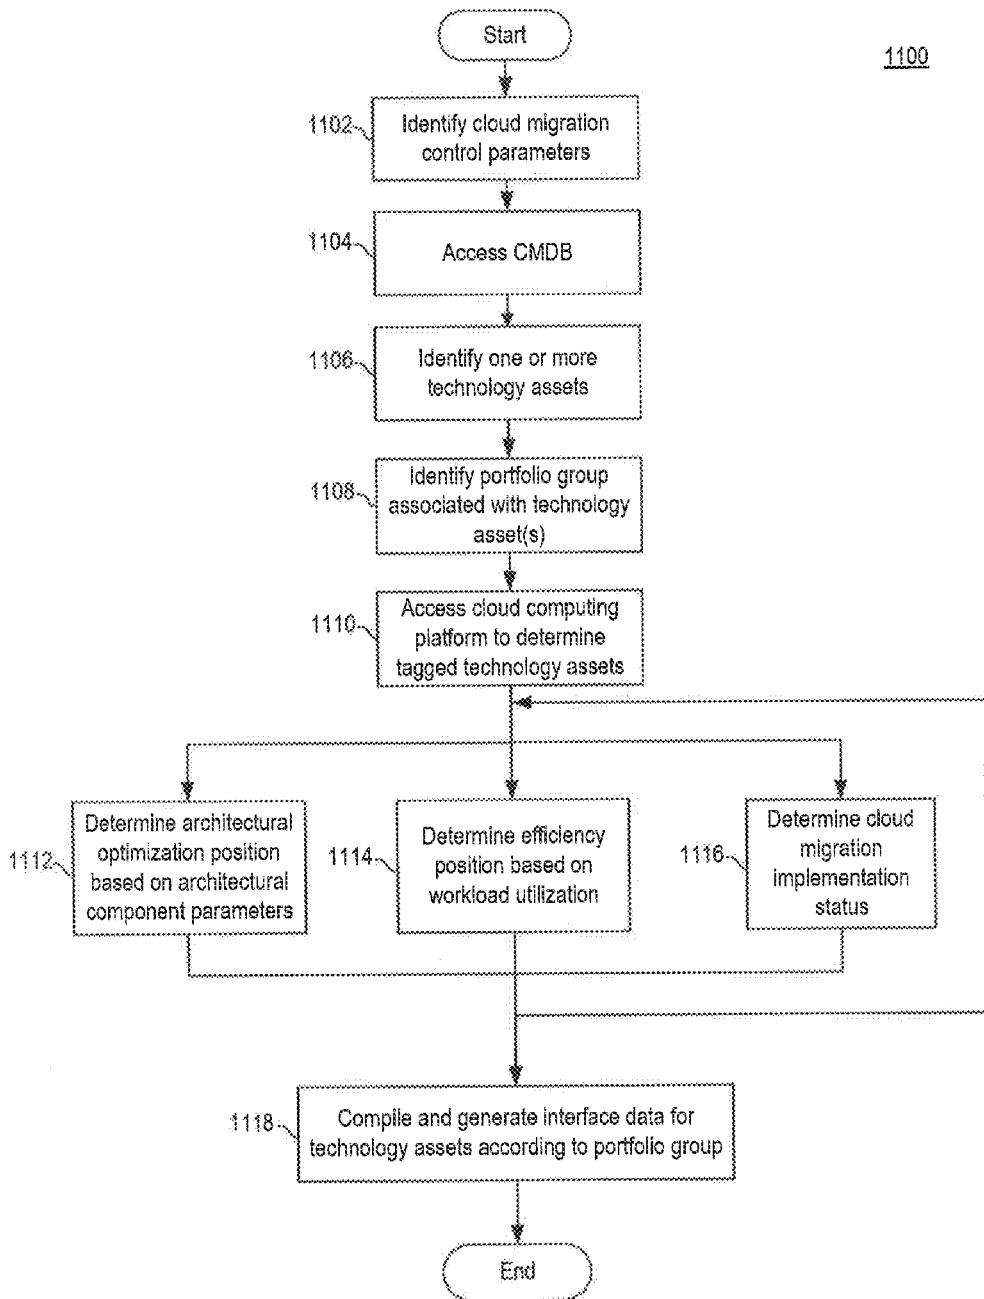 Start
1100
1102
Identify cloud migration
control parameters
1104
Access CMDB
1106
Identify one or more
technology assets
1108
Identify portfolio group
associated with technology
asset(s)
1110
Access cloud computing
platform to determine
tagged technology assets
1112
Determine architectural
optimization position
based on architectural
component parameters
1114
Determine efficiency
position based on
workload utilization
1116
Determine cloud
migration
implementation
status
1118
Compile and generate interface data for
technology assets according to portfolio group
End